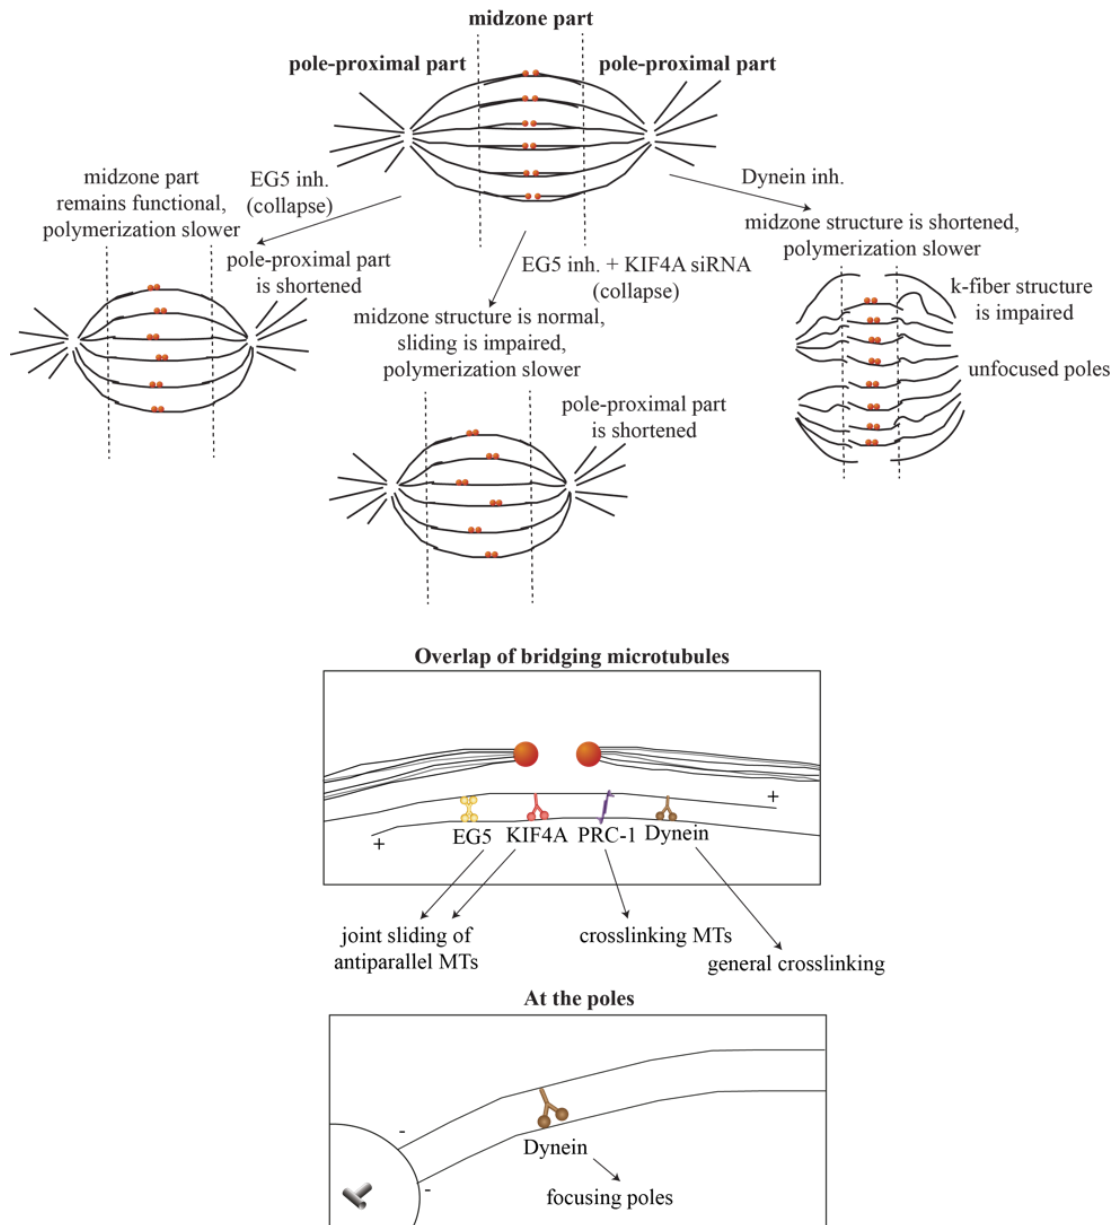 midzone part
pole-proximal part
pole-proximal part
midzone part
remains functional,
polymerization slower
EG5 inh.
(collapse)
pole-proximal part
is shortened
EG5 inh. + KIF4A siRNA
(collapse)
midzone structure is normal,
sliding is impaired,
polymerization slower
pole-proximal part
is shortened
Dynein inh.
midzone structure is shortened,
polymerization slower
k-fiber structure
is impaired
unfocused poles
Overlap of bridging microtubules
+
+
EG5 KIF4A PRC-1 Dynein
joint sliding of
antiparallel MTs
crosslinking MTs
general crosslinking
At the poles
-
-
Dynein
focusing poles